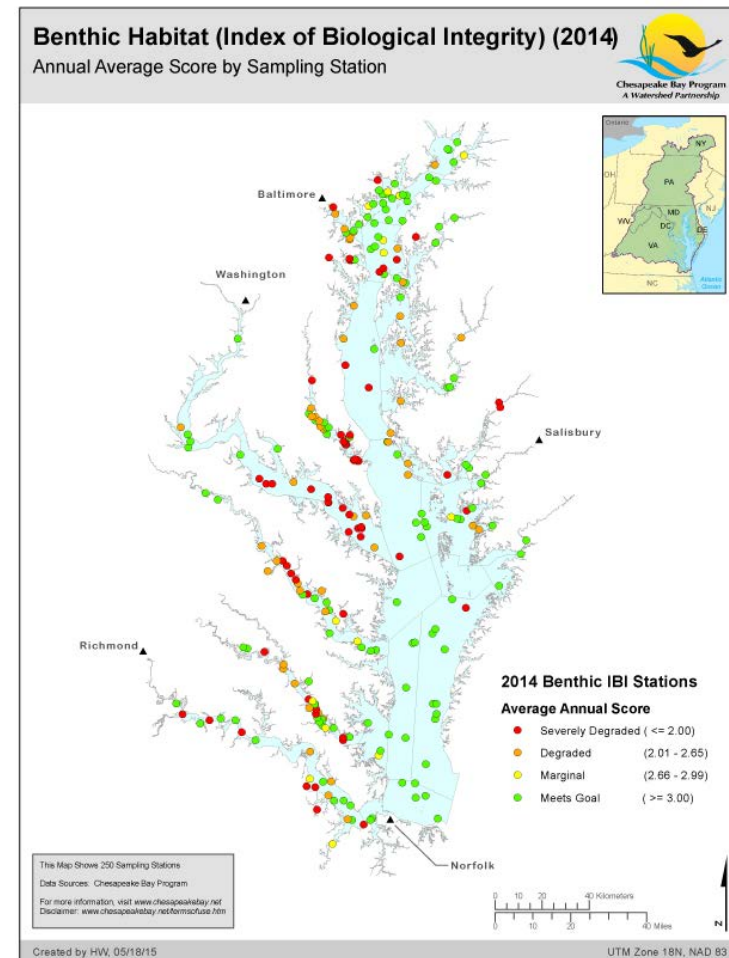 Benthic Habitat (Index of Biological Integrity) (2014)
Annual Average Score by Sampling Station
Chesapeake Bay Program
A Watershed Partnership
Ontario
NY
OH
PA
NJ
MD
WV
DC
DE
VA
NC
Atlantic
Ocean
Baltimore
Washington
Salisbury
Richmond
Norfolk
2014 Benthic IBI Stations
Average Annual Score
Severely Degraded ( <= 2.00)
Degraded (2.01 - 2.65)
Marginal (2.66 - 2.99)
Meets Goal ( >= 3.00)
This Map Shows 250 Sampling Stations
Data Sources: Chesapeake Bay Program
For more information, visit www.chesapeakebay.net
Disclaimer: www.chesapeakebay.net/termsofuse.htm
0 10 20 40 Kilometers
0 10 20 40 Miles
N
Created by HW, 05/18/15
UTM Zone 18N, NAD 83